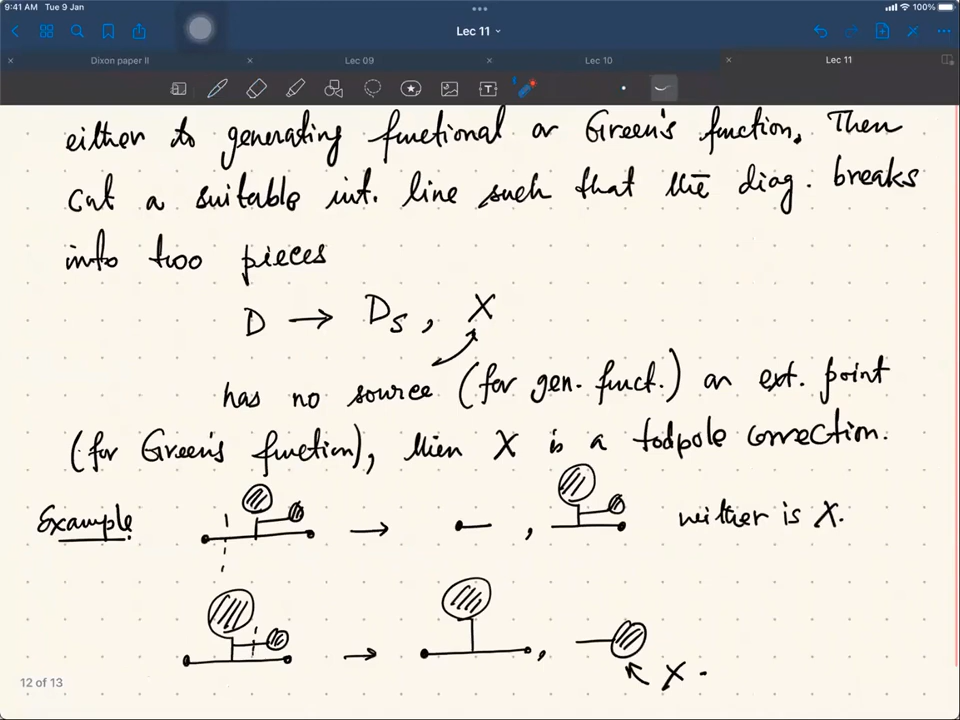 9:41 AM Tue 9 Jan
100%
Lec 11
Dixon paper II
Lec 09
Lec 10
Lec 11
either to generating functional or Green's function. Then
cut a suitable int. line such that the diag. breaks
into two pieces
D → Ds, X
has no source (for gen. funct.) or ext. point
(for Green's function), then X is a tadpole correction.
Example → , neither is X.
→ , X.
12 of 13